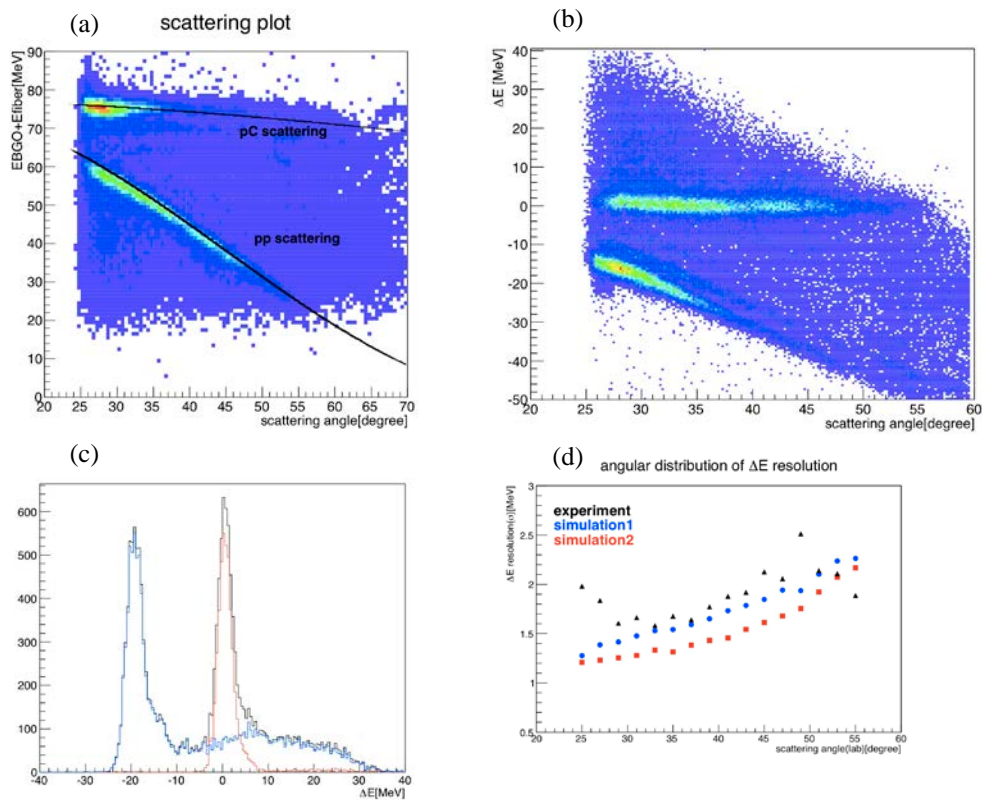 (a)
scattering plot
EBGO+Efiber[MeV]
90
80
70
60
50
40
30
20
10
0
pC scattering
pp scattering
20 25 30 35 40 45 50 55 60 65 70
scattering angle[degree]
(b)
ΔE [MeV]
40
30
20
10
0
-10
-20
-30
-40
-50
20 25 30 35 40 45 50 55 60
scattering angle[degree]
(c)
600
500
400
300
200
100
0
-40 -30 -20 -10 0 10 20 30 40
ΔE[MeV]
(d)
angular distribution of ΔE resolution
ΔE resolution(σ)[MeV]
3
2.5
2
1.5
1
0.5
experiment
simulation1
simulation2
20 25 30 35 40 45 50 55 60
scattering angle(lab)[degree]